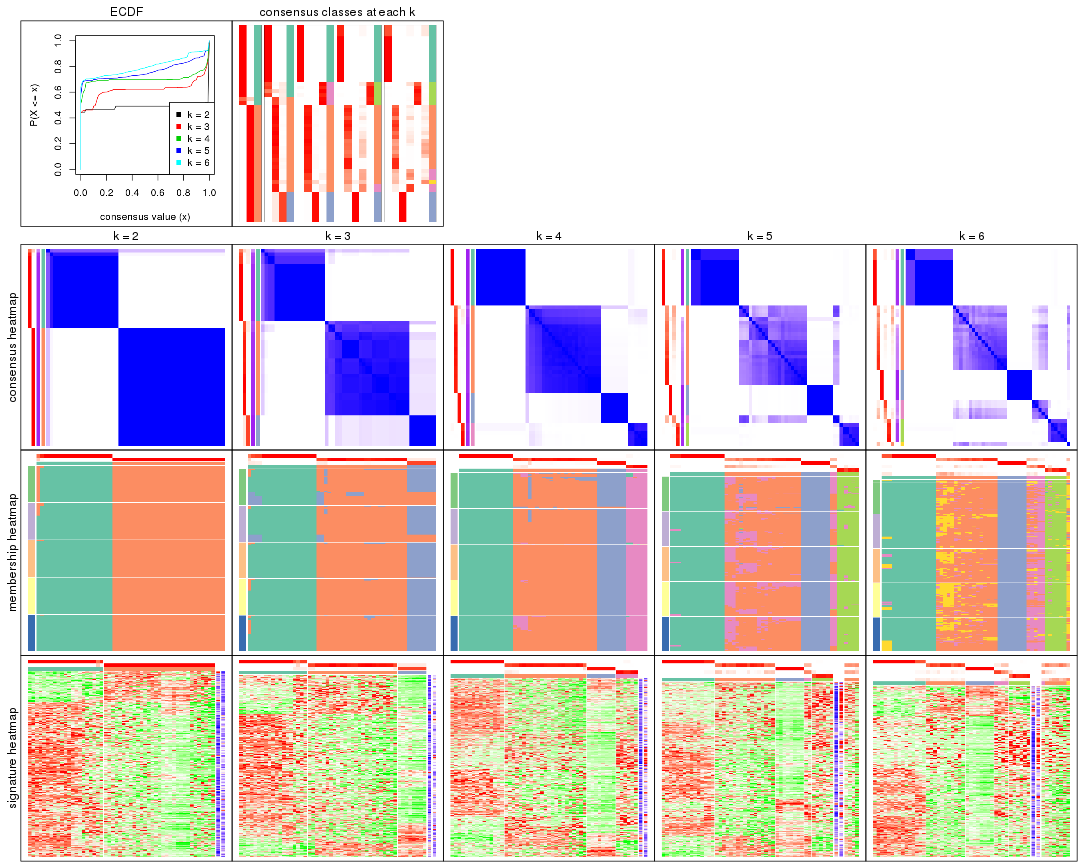 ECDF
consensus classes at each k
P(X <= x)
1.0
0.8
0.6
0.4
0.2
0.0
k = 2
k = 3
k = 4
k = 5
k = 6
0.0 0.2 0.4 0.6 0.8 1.0
consensus value (x)
k = 2
k = 3
k = 4
k = 5
k = 6
consensus heatmap
membership heatmap
signature heatmap